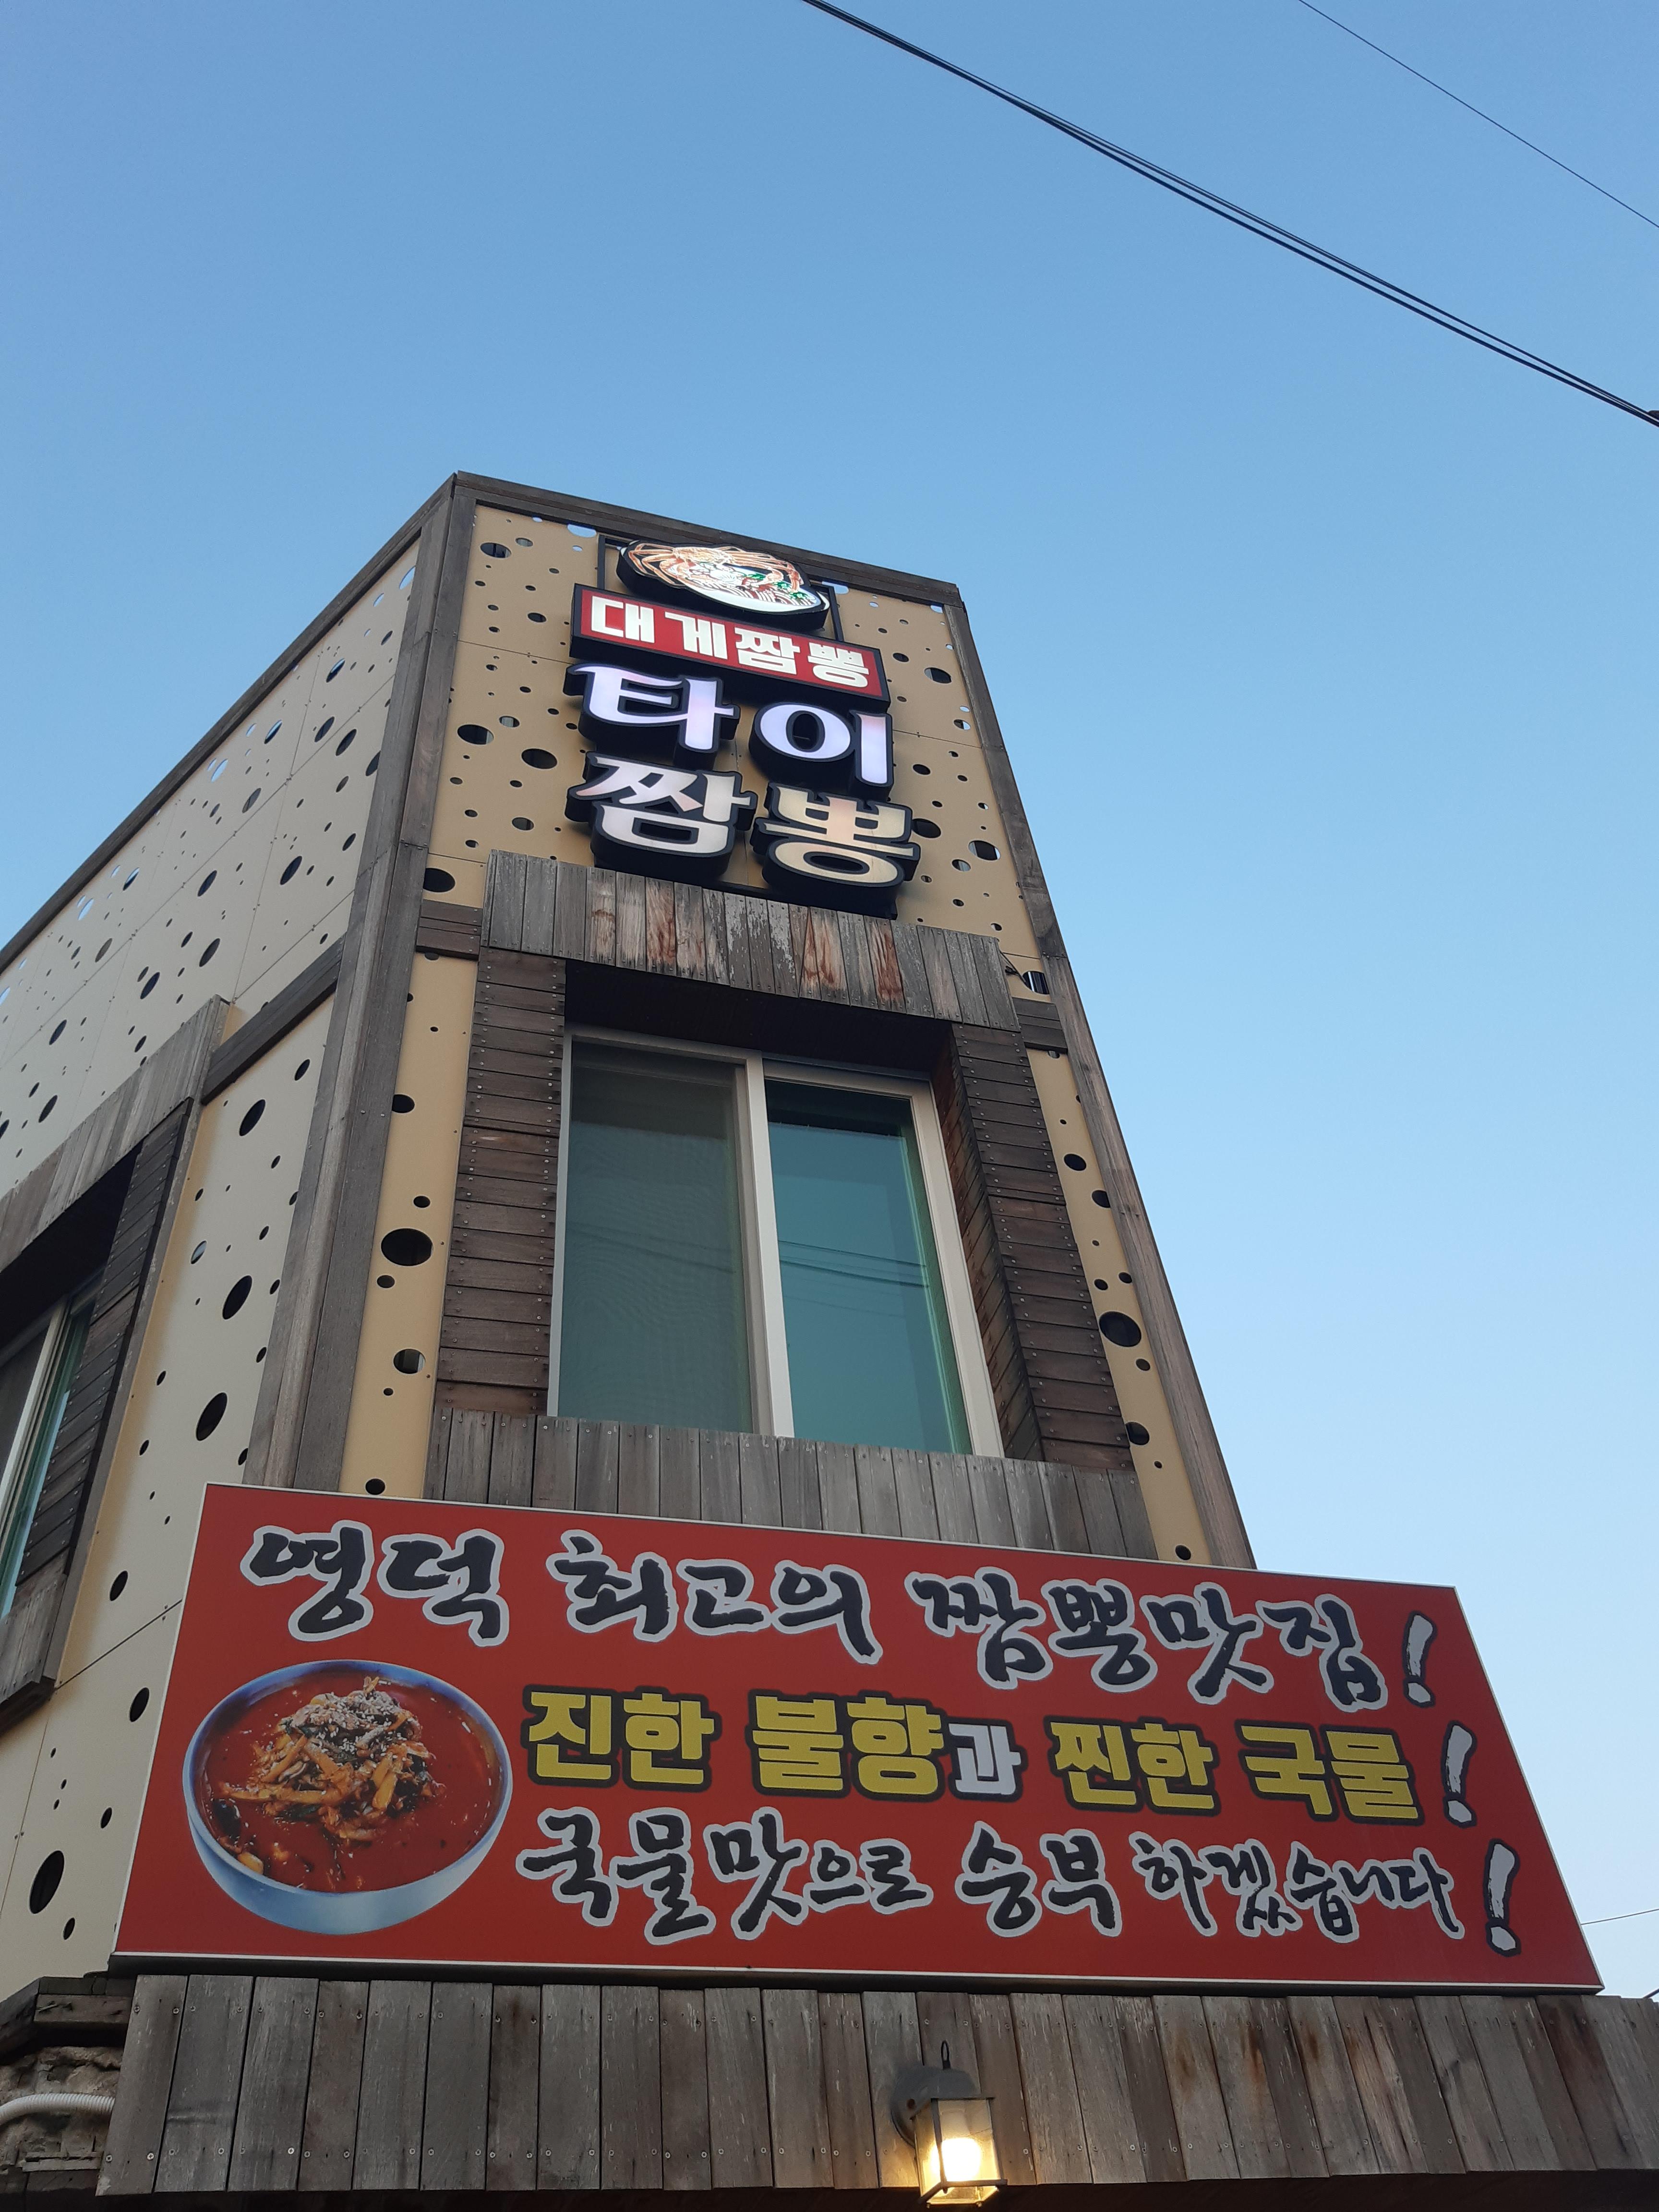 대게짬뽕
타이
짬뽕
영덕 최고의 짬뽕맛집!
진한 불향과 찐한 국물!
국물맛으로 승부 하겠습니다!